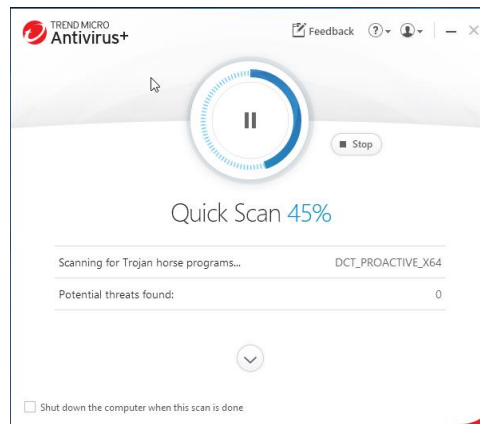 TREND MICRO
Antivirus+
Feedback ?
Stop
Quick Scan 45%
Scanning for Trojan horse programs... DCT_PROACTIVE_X64
Potential threats found: 0
Shut down the computer when this scan is done